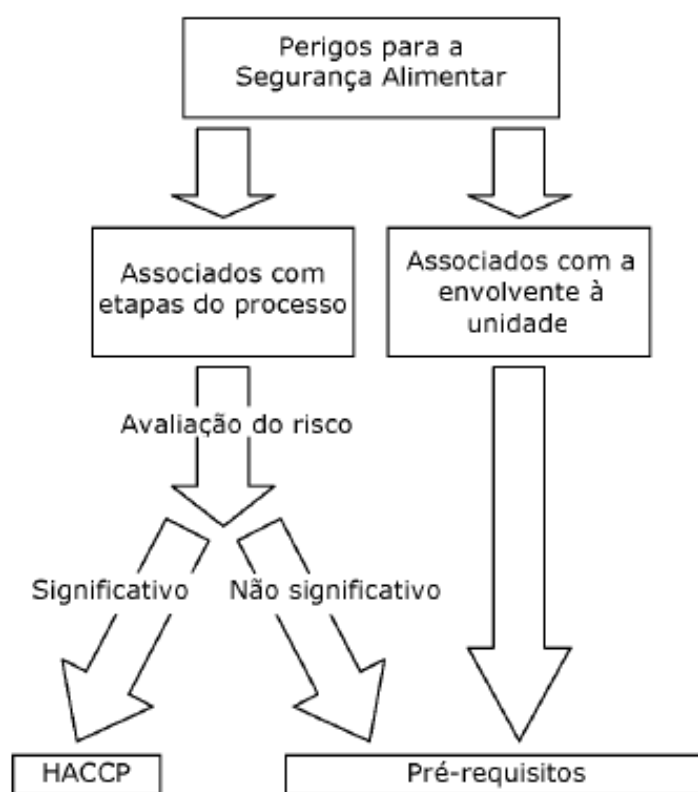 Perigos para a
Segurança Alimentar
Associados com
etapas do processo
Associados com a
envolvente à
unidade
Avaliação do risco
Significativo
Não significativo
HACCP
Pré-requisitos